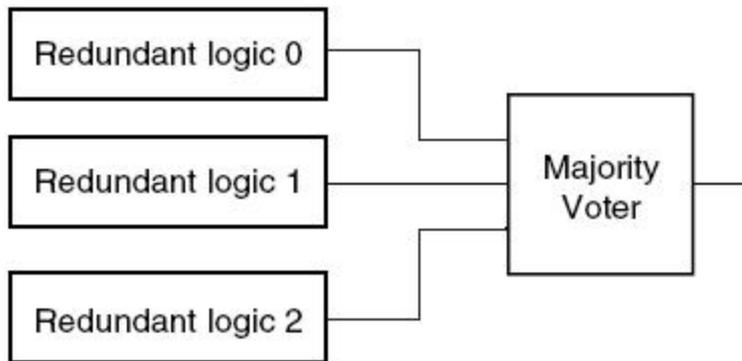 Redundant logic 0
Redundant logic 1
Majority
Voter
Redundant logic 2